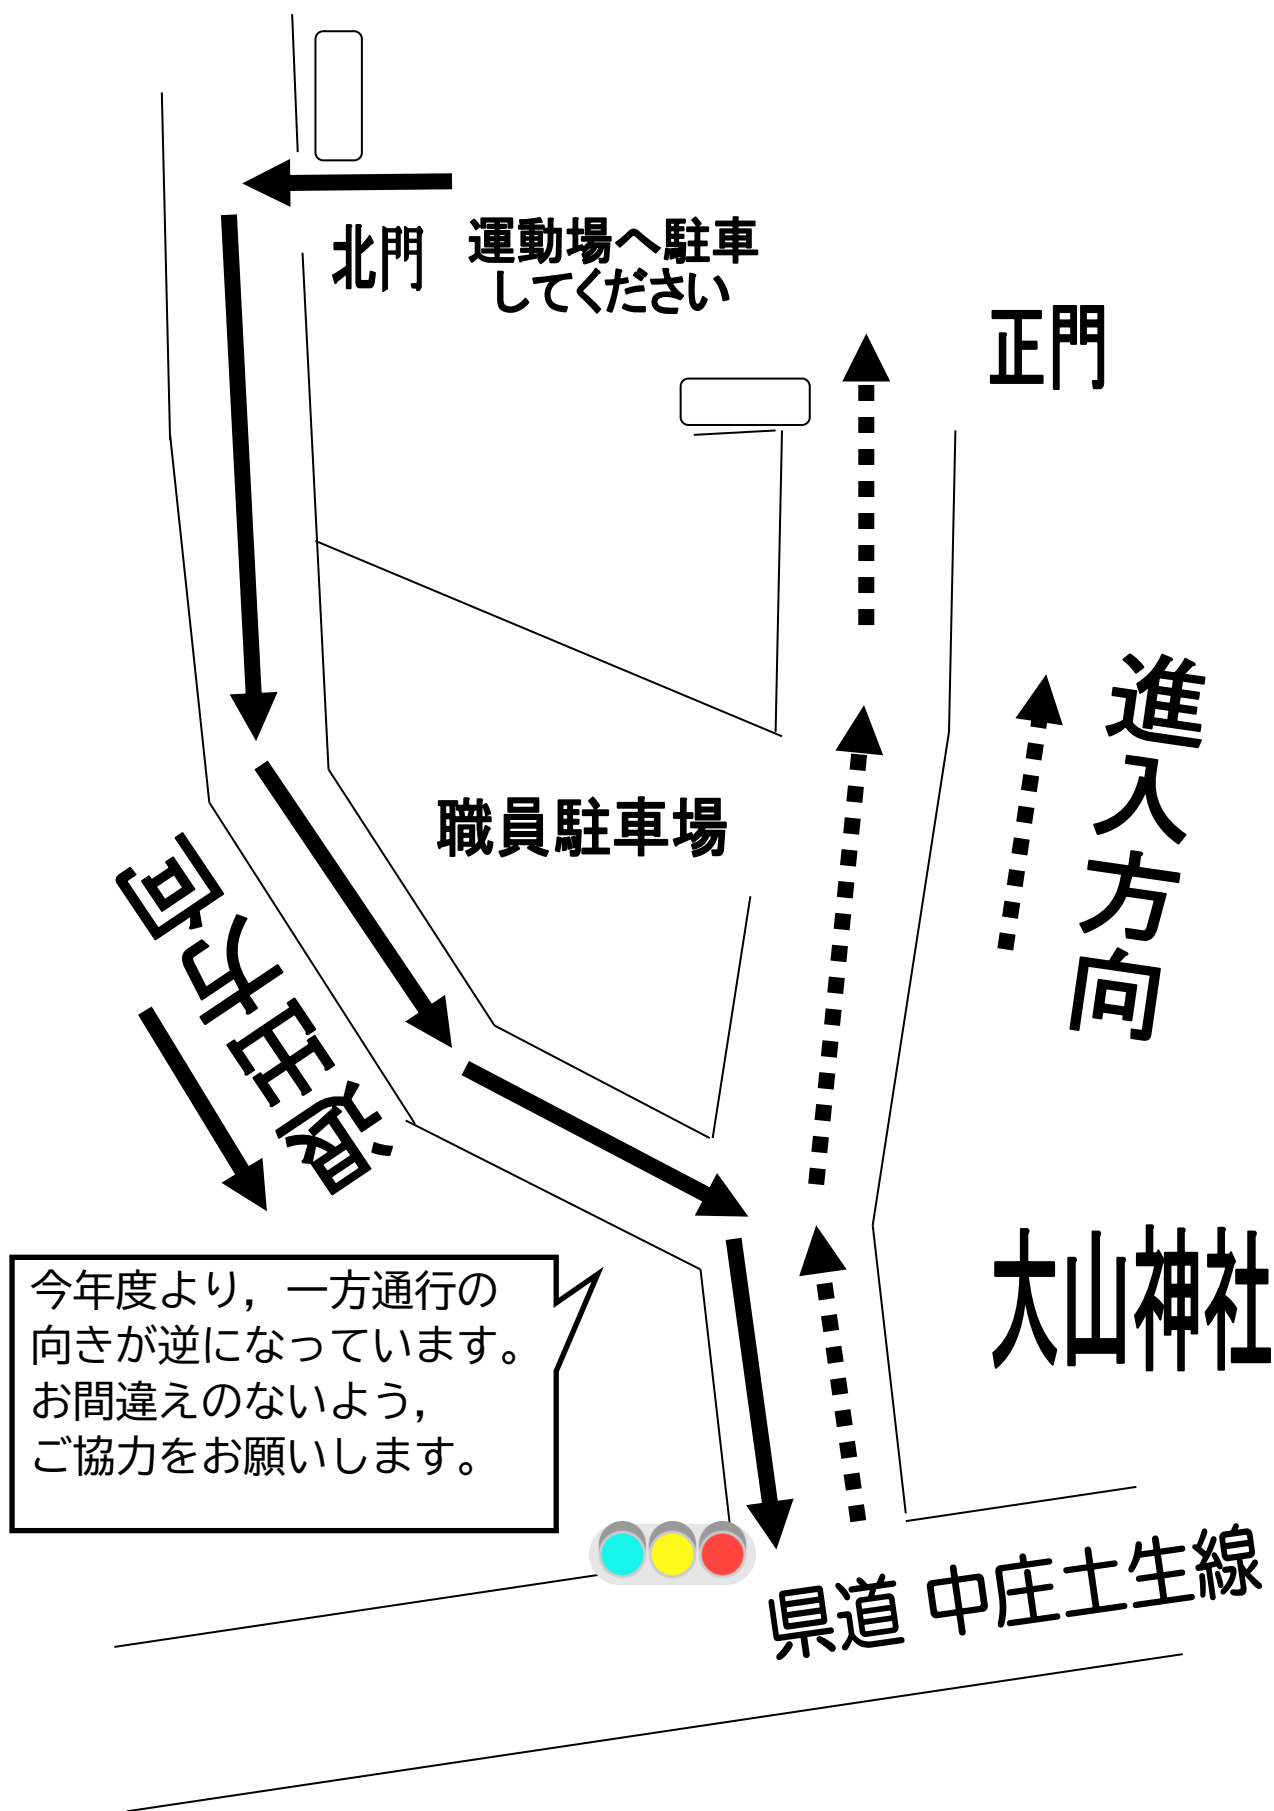 北門
運動場へ駐車
してください
正門
進入方向
職員駐車場
退出方向
大山神社
今年度より，一方通行の
向きが逆になっています。
お間違えのないよう，
ご協力をお願いします。
県道 中庄土生線